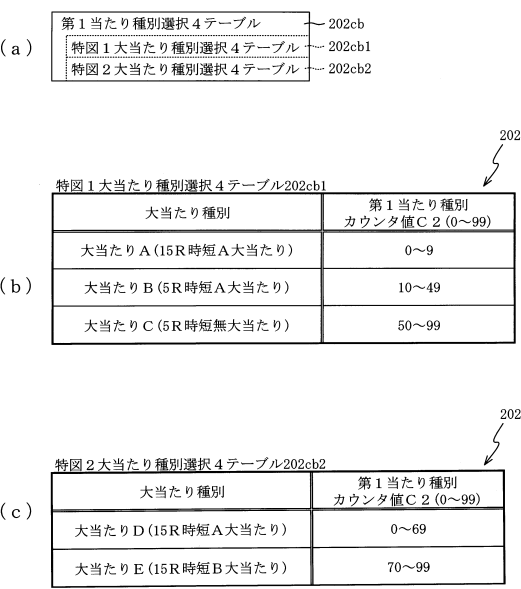 (a)
第1当たり種別選択4テーブル 202cb
特図1大当たり種別選択4テーブル 202cb1
特図2大当たり種別選択4テーブル 202cb2
202
特図1大当たり種別選択4テーブル202cb1
(b)
大当たり種別 第1当たり種別
カウンタ値C2(0～99)
大当たりA(15R時短A大当たり) 0～9
大当たりB(5R時短A大当たり) 10～49
大当たりC(5R時短無大当たり) 50～99
202
特図2大当たり種別選択4テーブル202cb2
(c)
大当たり種別 第1当たり種別
カウンタ値C2(0～99)
大当たりD(15R時短A大当たり) 0～69
大当たりE(15R時短B大当たり) 70～99